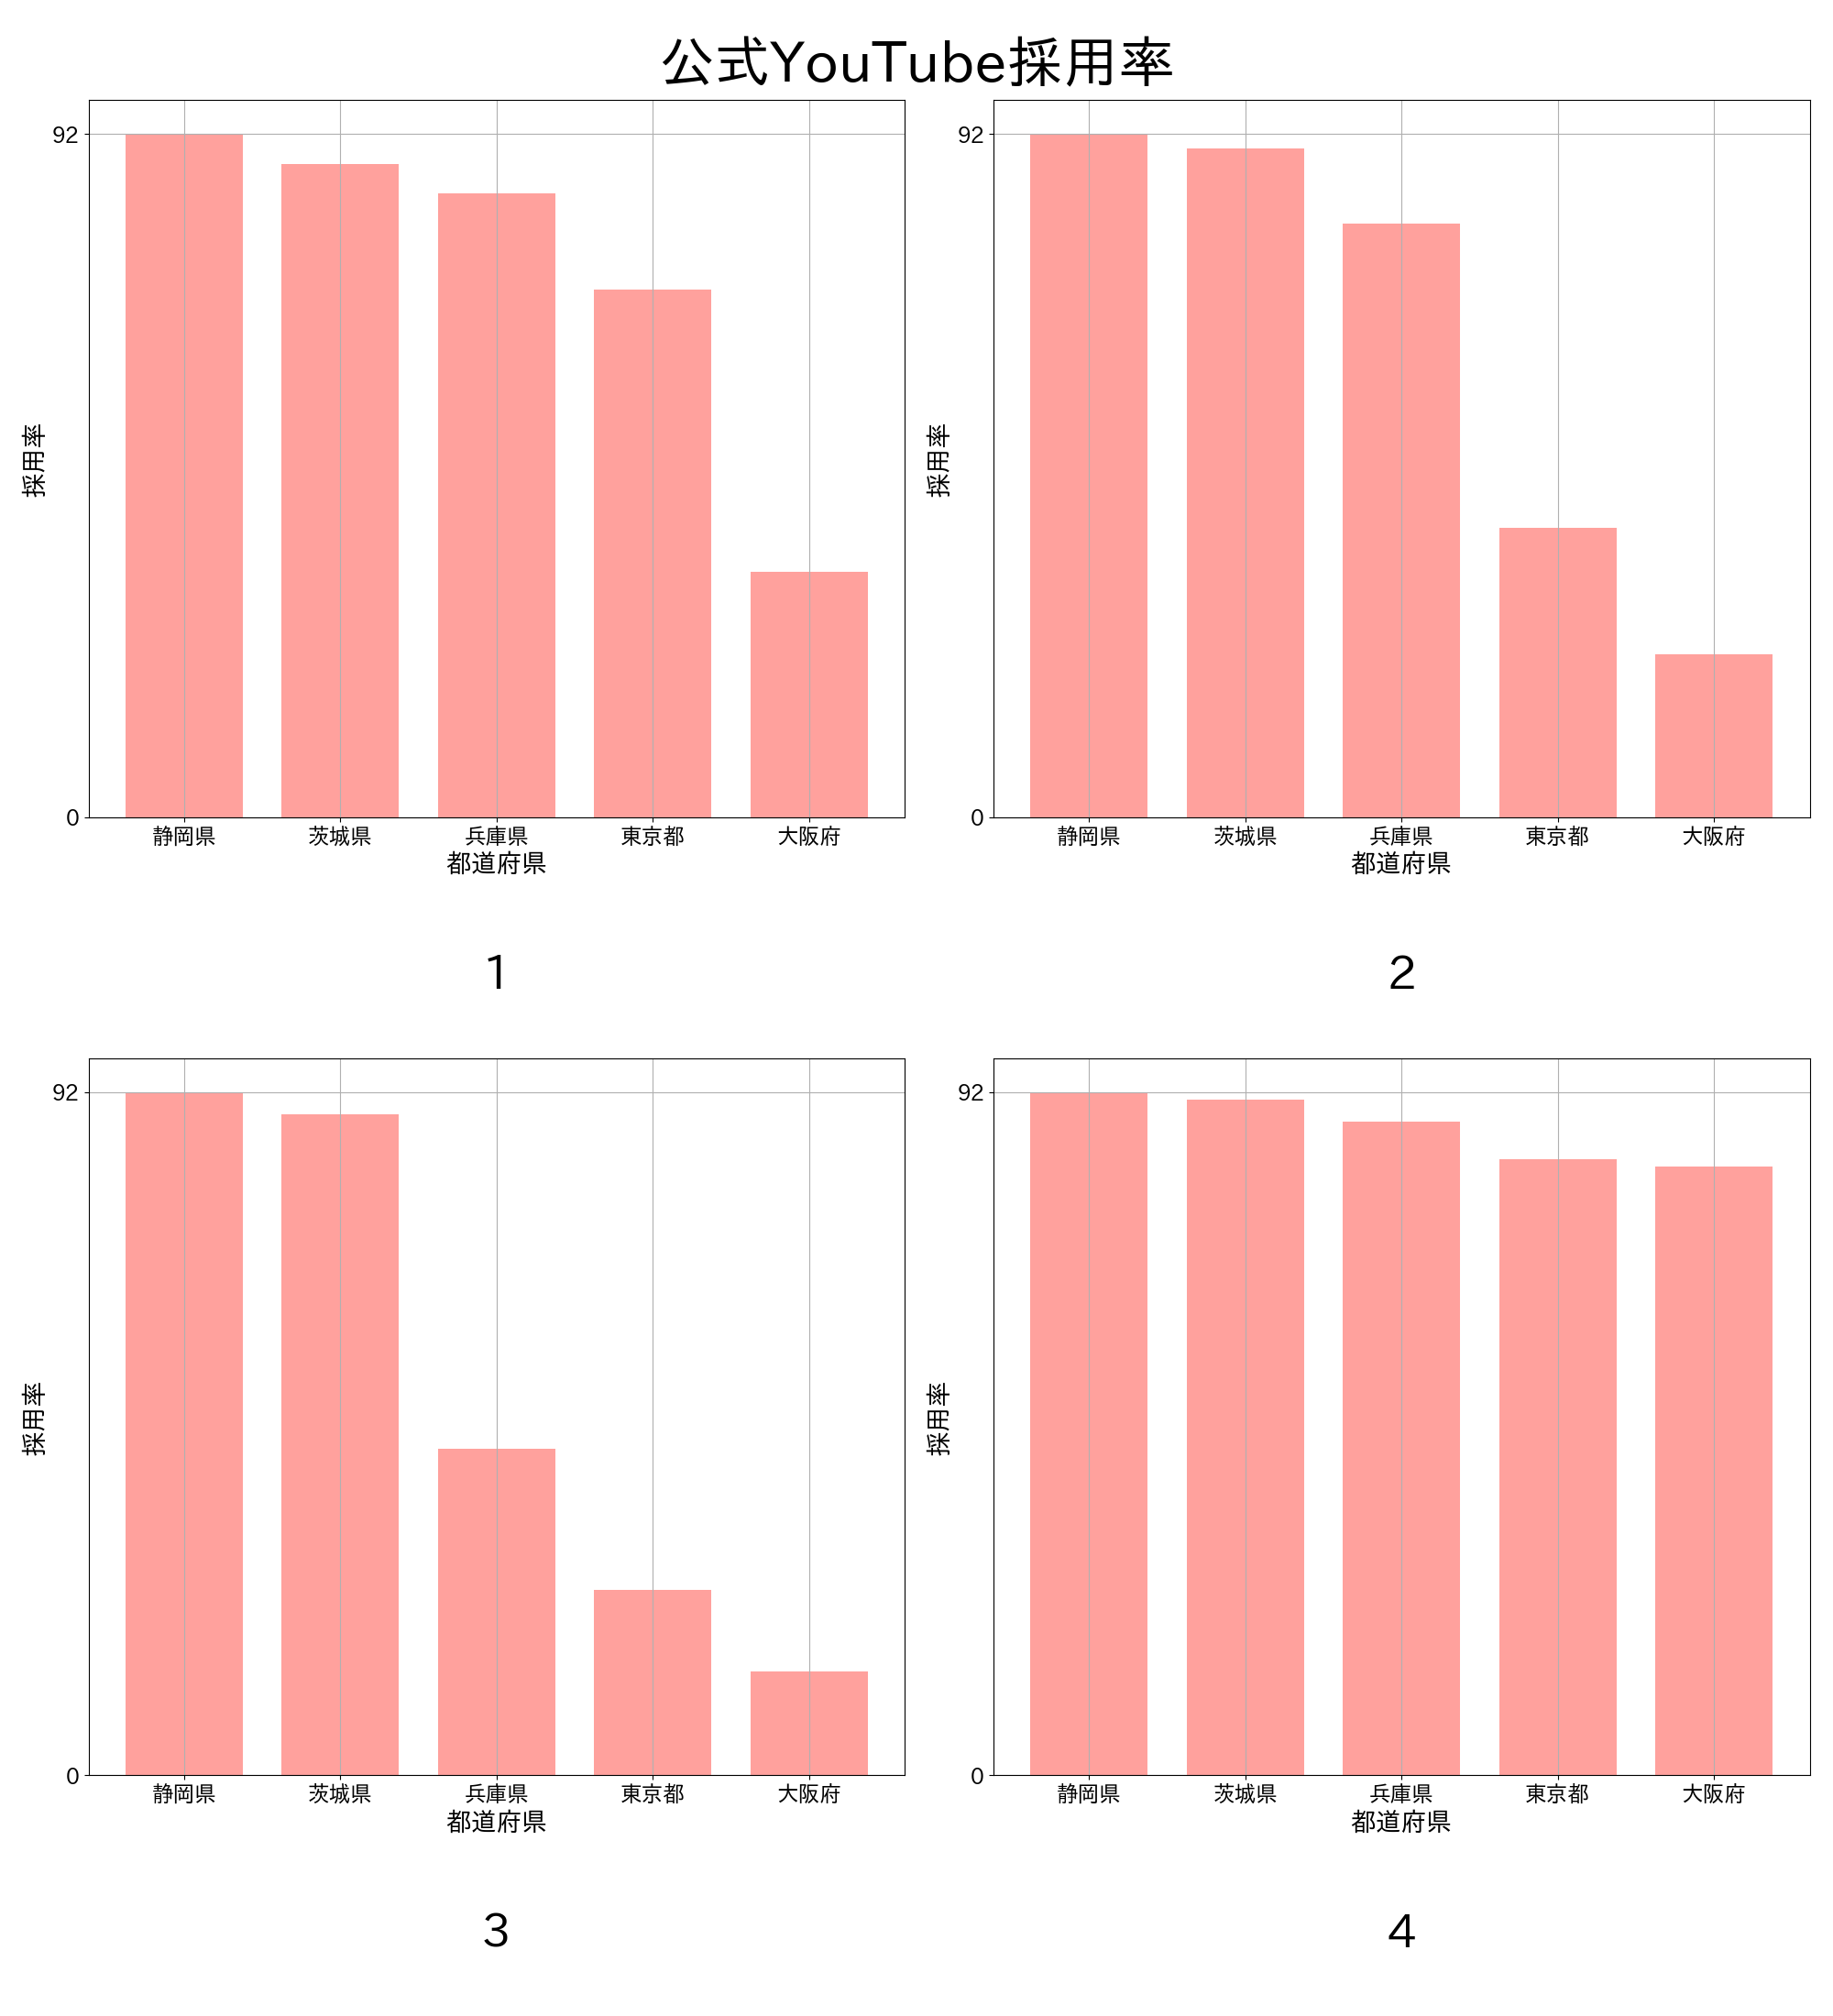 公式YouTube採用率
92
採用率
0
静岡県 茨城県 兵庫県 東京都 大阪府
都道府県
1
92
採用率
0
静岡県 茨城県 兵庫県 東京都 大阪府
都道府県
2
92
採用率
0
静岡県 茨城県 兵庫県 東京都 大阪府
都道府県
3
92
採用率
0
静岡県 茨城県 兵庫県 東京都 大阪府
都道府県
4